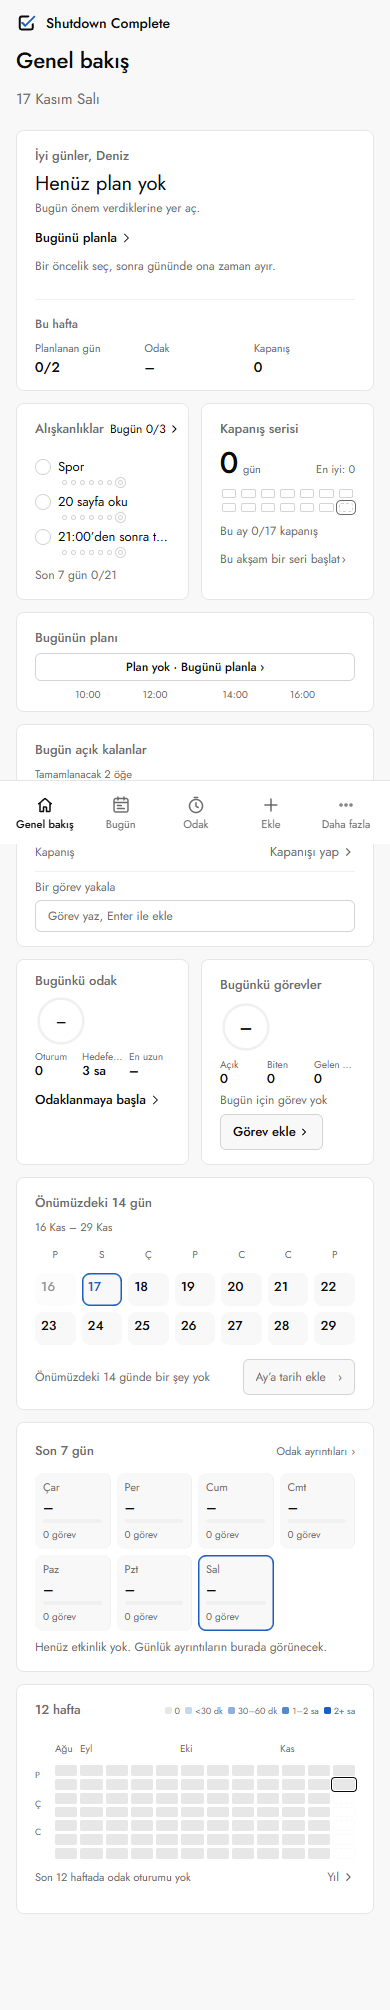 Shutdown Complete
Genel bakış
17 Kasım Salı
İyi günler, Deniz
Henüz plan yok
Bugün önem verdiklerine yer aç.
Bugünü planla
Bir öncelik seç, sonra gününde ona zaman ayır.
Bu hafta
Planlanan gün Odak Kapanış
0/2 – 0
Alışkanlıklar Bugün 0/3
Spor
20 sayfa oku
21:00'den sonra t...
Son 7 gün 0/21
Kapanış serisi
0 gün En iyi: 0
Bu ay 0/17 kapanış
Bu akşam bir seri başlat ›
Bugünün planı
Plan yok · Bugünü planla ›
10:00 12:00 14:00 16:00
Bugün açık kalanlar
Tamamlanacak 2 öğe
Genel bakış Bugün Odak Ekle Daha fazla
Kapanış Kapanışı yap
Bir görev yakala
Görev yaz, Enter ile ekle
Bugünkü odak
–
Oturum Hedefe... En uzun
0 3 sa –
Odaklanmaya başla
Bugünkü görevler
–
Açık Biten Gelen ...
0 0 0
Bugün için görev yok
Görev ekle
Önümüzdeki 14 gün
16 Kas – 29 Kas
P S Ç P C C P
16 17 18 19 20 21 22
23 24 25 26 27 28 29
Önümüzdeki 14 günde bir şey yok Ay'a tarih ekle ›
Son 7 gün Odak ayrıntıları ›
Çar Per Cum Cmt
– – – –
0 görev 0 görev 0 görev 0 görev
Paz Pzt Sal
– – –
0 görev 0 görev 0 görev
Henüz etkinlik yok. Günlük ayrıntıların burada görünecek.
12 hafta 0 <30 dk 30–60 dk 1–2 sa 2+ sa
Ağu Eyl Eki Kas
P
Ç
C
Son 12 haftada odak oturumu yok Yıl